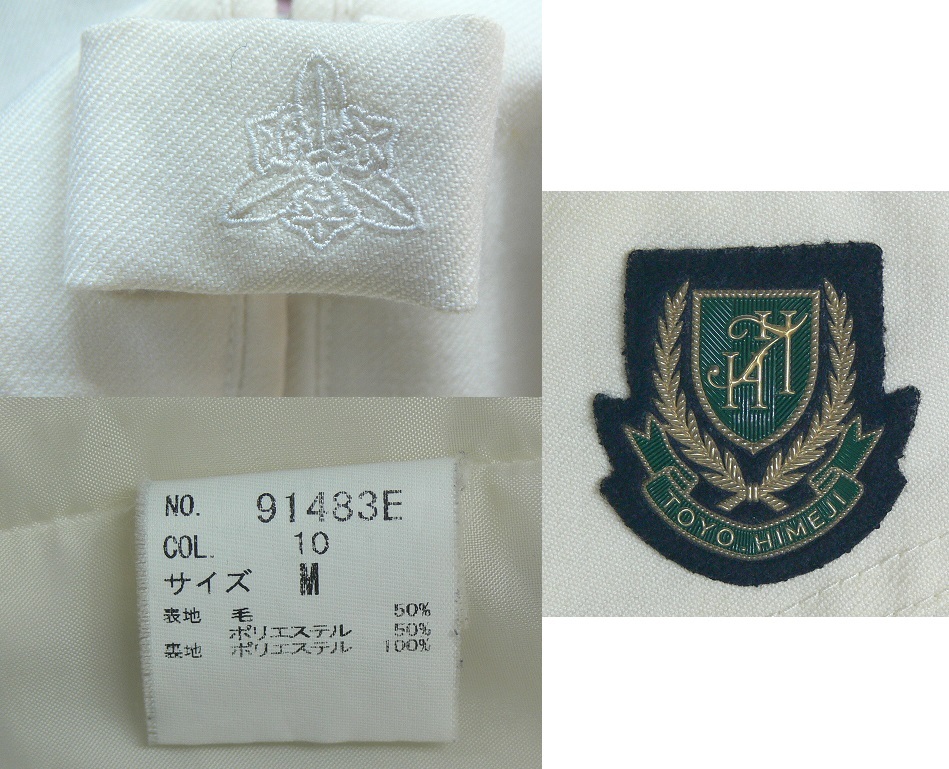 NO. 91483E
COL. 10
サイズ M
表地 毛 50%
ポリエステル 50%
裏地 ポリエステル 100%
TOYO HIMEJI